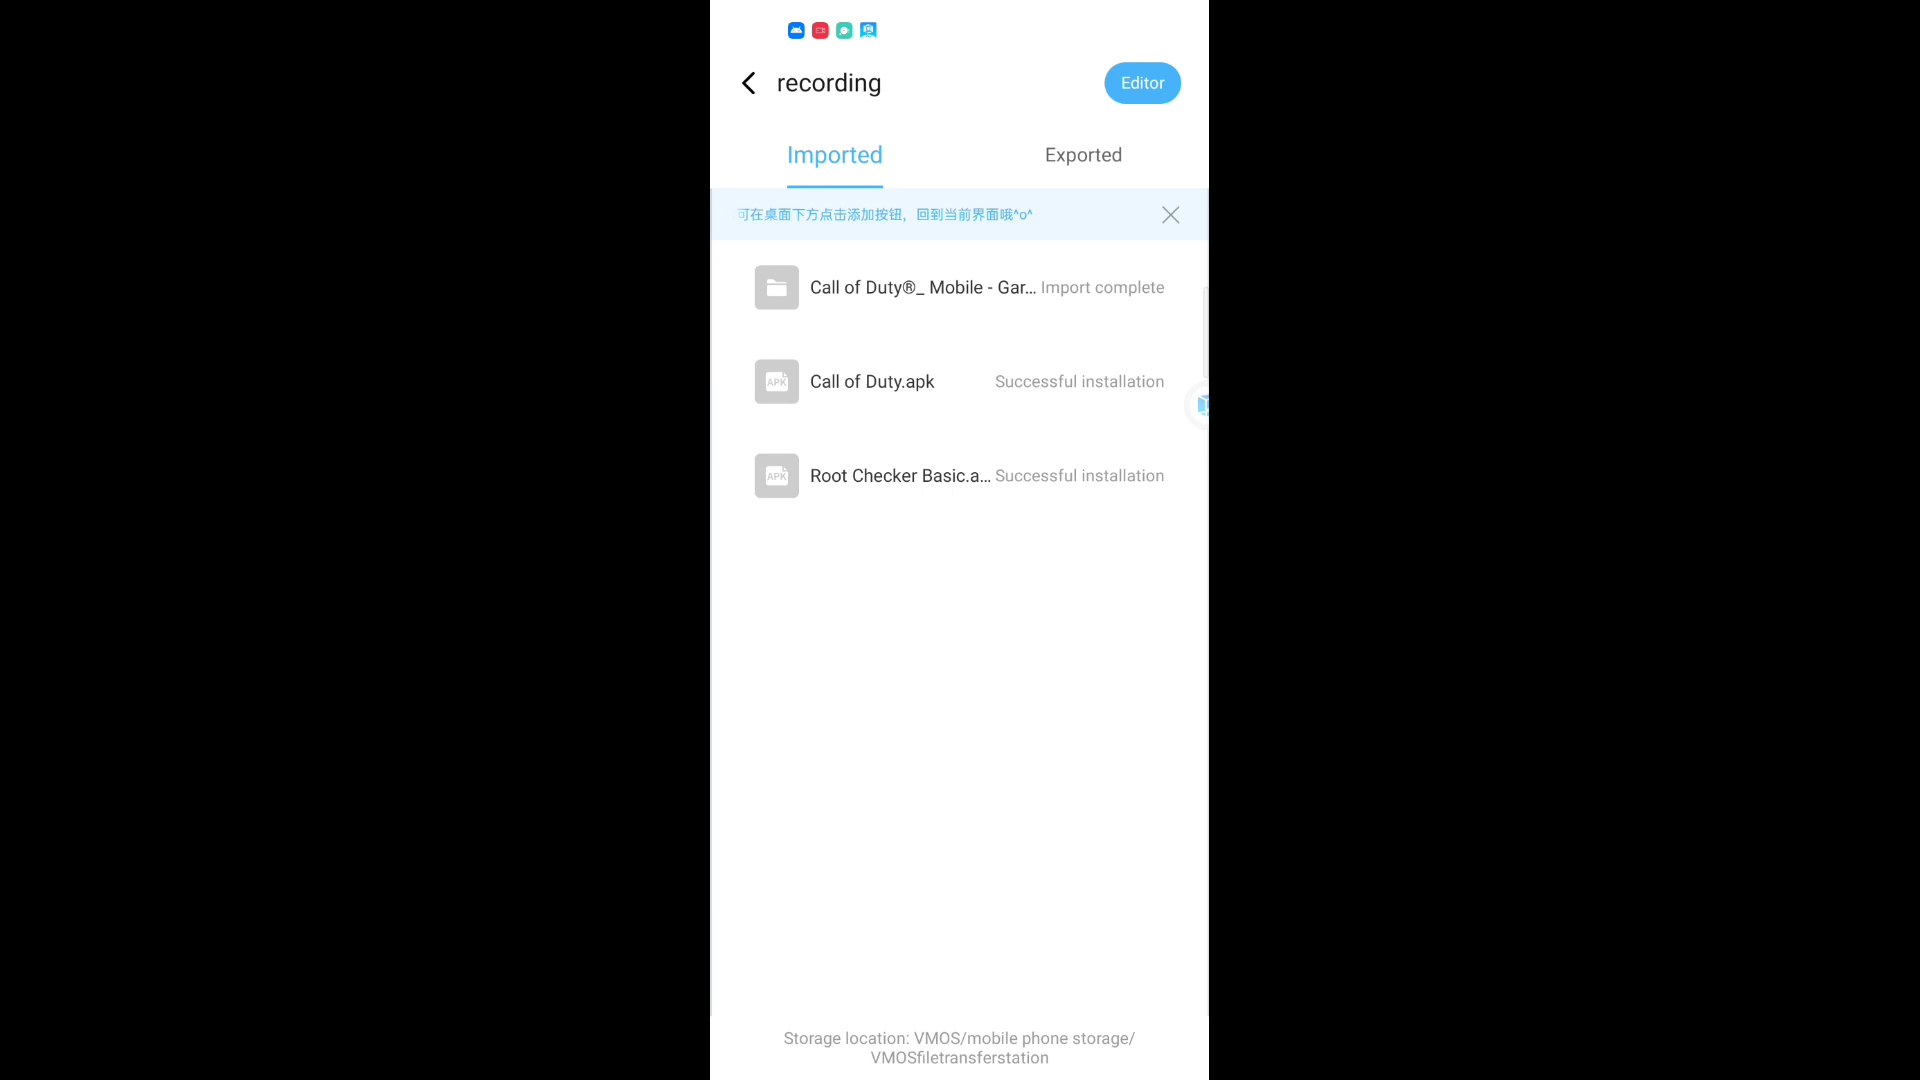 recording
Editor
Imported
Exported
可在桌面下方点击添加按钮，回到当前界面哦^o^
Call of Duty®_ Mobile - Gar... Import complete
APK Call of Duty.apk Successful installation
APK Root Checker Basic.a... Successful installation
Storage location: VMOS/mobile phone storage/
VMOSfiletransferstation